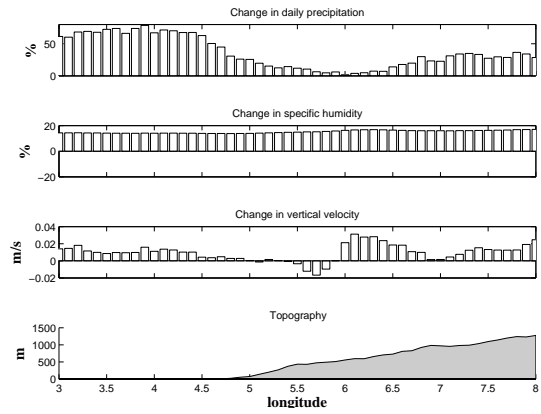 Change in daily precipitation
%
50
0
Change in specific humidity
%
20
0
−20
Change in vertical velocity
m/s
0.04
0.02
0
−0.02
Topography
m
1500
1000
500
0
3 3.5 4 4.5 5 5.5 6 6.5 7 7.5 8
longitude